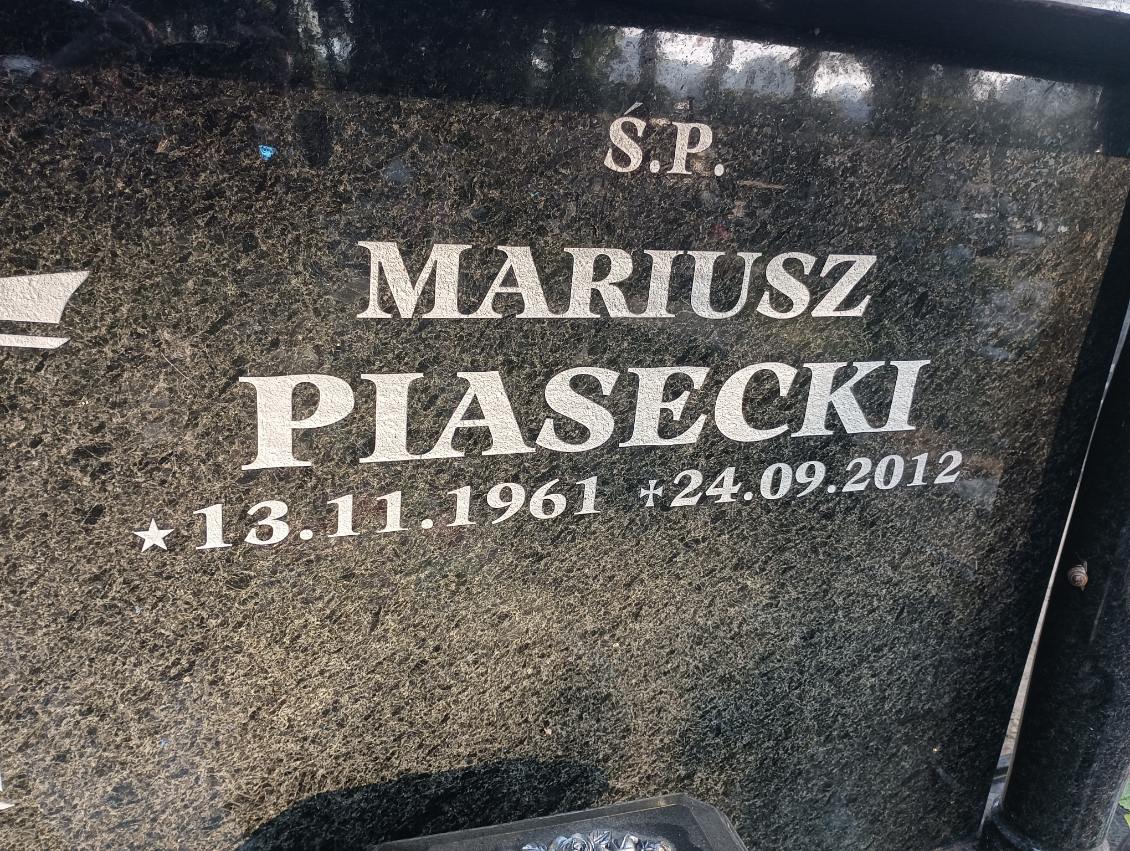 Ś.P.
MARIUSZ
PIASECKI
★13.11.1961 ✝24.09.2012